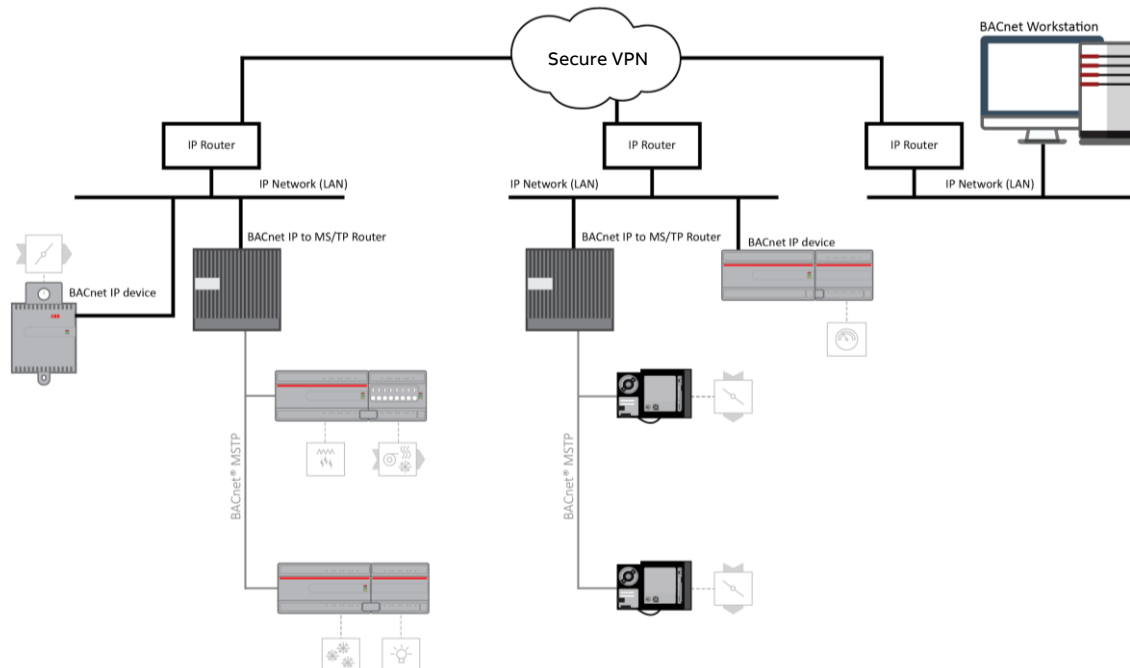 BACnet Workstation
Secure VPN
IP Router
IP Router
IP Router
IP Network (LAN)
IP Network (LAN)
IP Network (LAN)
BACnet IP to MS/TP Router
BACnet IP to MS/TP Router
BACnet IP device
BACnet IP device
ABB
BACnet® MSTP
BACnet® MSTP